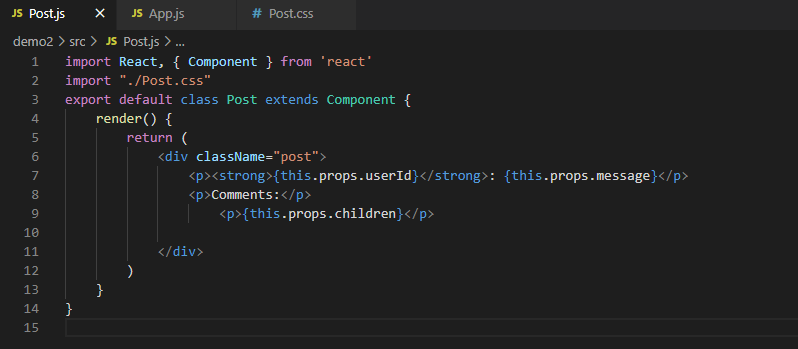 JS Post.js × JS App.js # Post.css
demo2 > src > JS Post.js > ...
1 import React, { Component } from 'react'
2 import "./Post.css"
3 export default class Post extends Component {
4     render() {
5         return (
6             <div className="post">
7                 <p><strong>{this.props.userId}</strong>: {this.props.message}</p>
8                 <p>Comments:</p>
9                     <p>{this.props.children}</p>
10
11             </div>
12         )
13     }
14 }
15